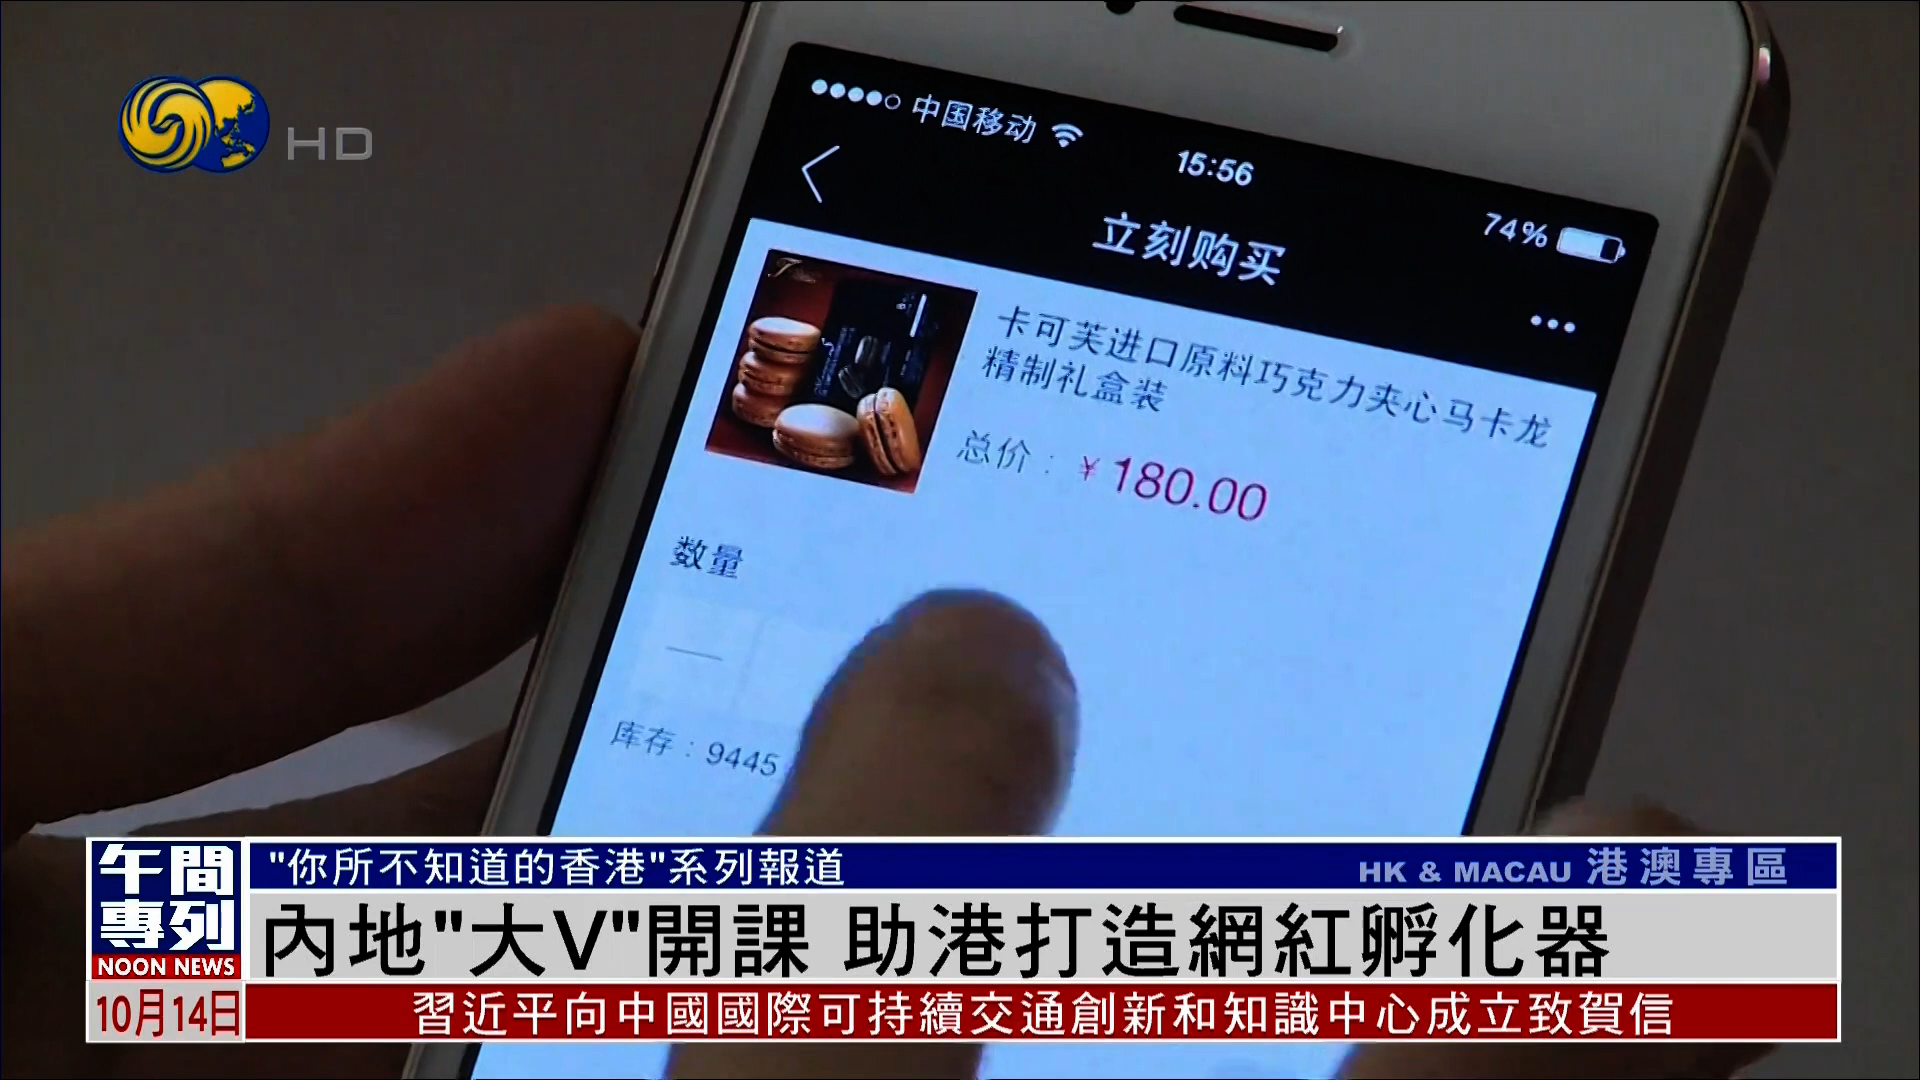 HD
中国移动
15:56
74%
立刻购买
卡可芙进口原料巧克力夹心马卡龙
精制礼盒装
总价：￥180.00
数量
库存：9445
午間專列
NOON NEWS
"你所不知道的香港"系列報道
HK & MACAU 港澳專區
內地"大V"開課 助港打造網紅孵化器
10月14日
習近平向中國國際可持續交通創新和知識中心成立致賀信